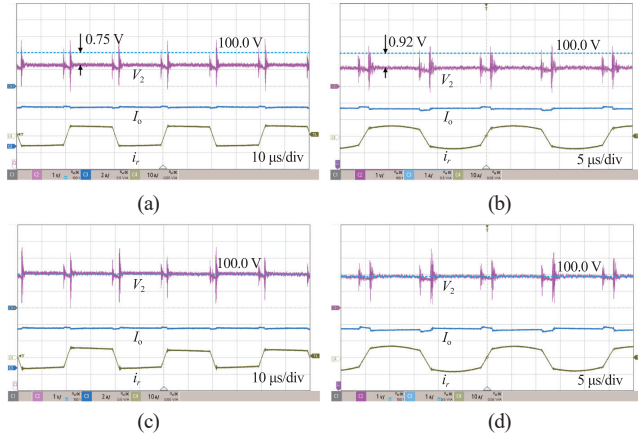 0.75 V
100.0 V
V₂
Iₒ
iᵣ
10 μs/div
(a)
0.92 V
100.0 V
V₂
Iₒ
iᵣ
5 μs/div
(b)
100.0 V
V₂
Iₒ
iᵣ
10 μs/div
(c)
100.0 V
V₂
Iₒ
iᵣ
5 μs/div
(d)